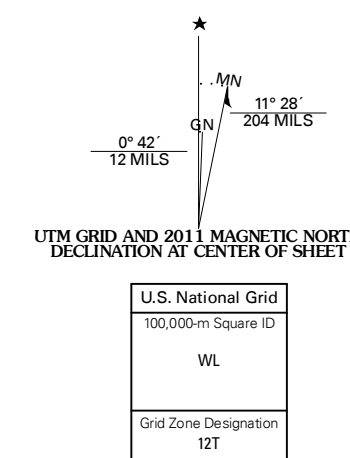 MN
11° 28´
204 MILS
GN
0° 42´
12 MILS
UTM GRID AND 2011 MAGNETIC NORT
DECLINATION AT CENTER OF SHEET
U.S. National Grid
100,000-m Square ID
WL
Grid Zone Designation
12T